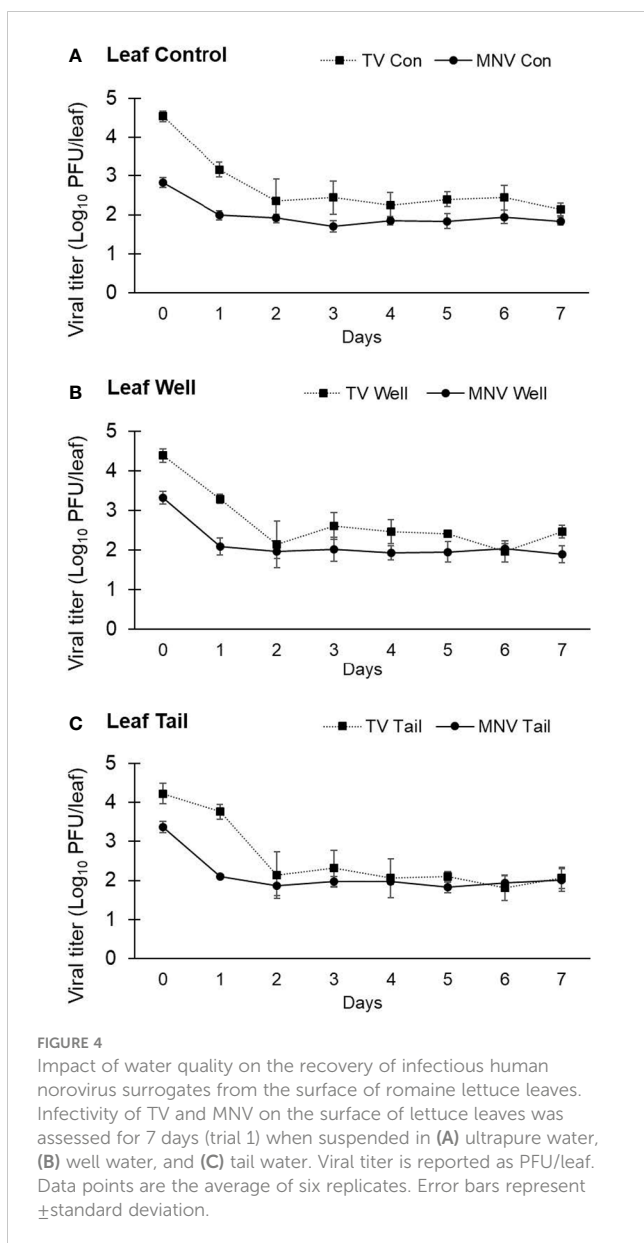 A Leaf Control
TV Con MNV Con
Viral titer (Log10 PFU/leaf)
5
4
3
2
1
0
0 1 2 3 4 5 6 7
Days
B Leaf Well
TV Well MNV Well
Viral titer (Log10 PFU/leaf)
5
4
3
2
1
0
0 1 2 3 4 5 6 7
Days
C Leaf Tail
TV Tail MNV Tail
Viral titer (Log10 PFU/leaf)
5
4
3
2
1
0
0 1 2 3 4 5 6 7
Days
FIGURE 4
Impact of water quality on the recovery of infectious human
norovirus surrogates from the surface of romaine lettuce leaves.
Infectivity of TV and MNV on the surface of lettuce leaves was
assessed for 7 days (trial 1) when suspended in (A) ultrapure water,
(B) well water, and (C) tail water. Viral titer is reported as PFU/leaf.
Data points are the average of six replicates. Error bars represent
±standard deviation.